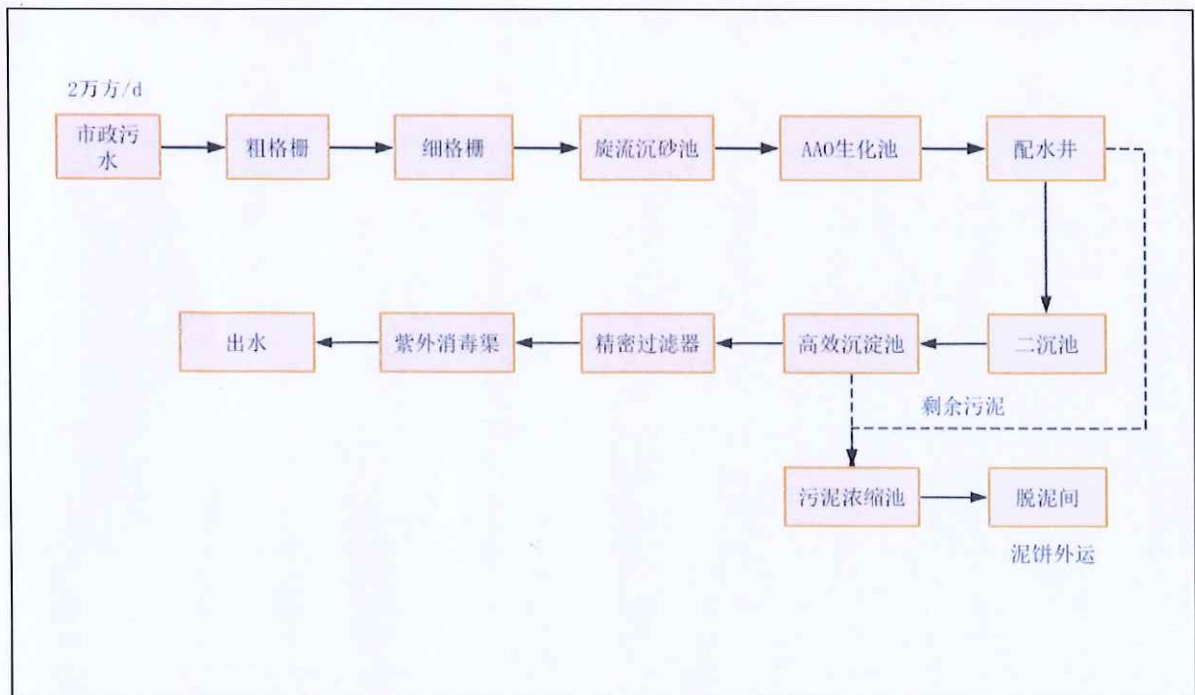 2万方/d
市政污
水
粗格栅
细格栅
旋流沉砂池
AAO生化池
配水井
出水
紫外消毒渠
精密过滤器
高效沉淀池
二沉池
剩余污泥
污泥浓缩池
脱泥间
泥饼外运